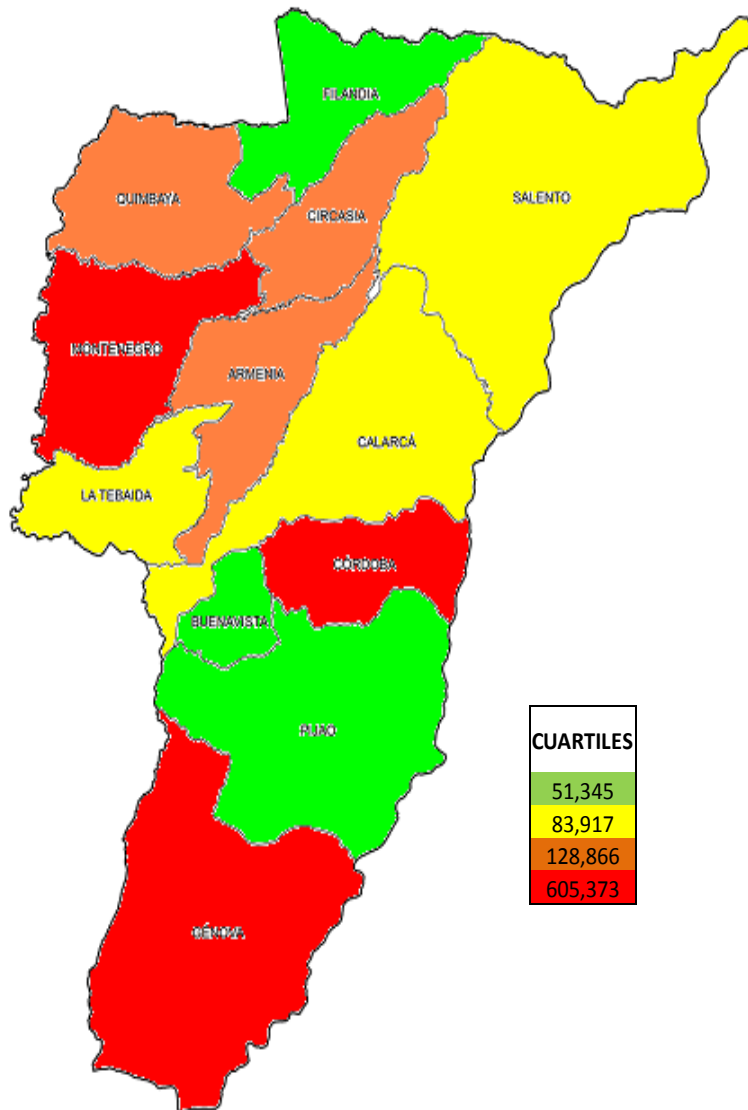 FILANDIA
QUIMBAYA
CIRCASIA
SALENTO
MONTENEGRO
ARMENIA
CALARCÁ
LA TEBAIDA
CÓRDOBA
BUENAVISTA
PIJAO
GÉNOVA
CUARTILES
51,345
83,917
128,866
605,373